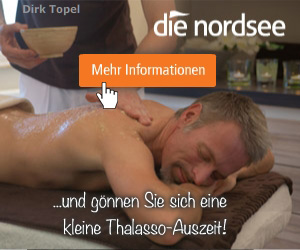 Dirk Topel
die nordsee
Mehr Informationen
...und gönnen Sie sich eine
kleine Thalasso-Auszeit!